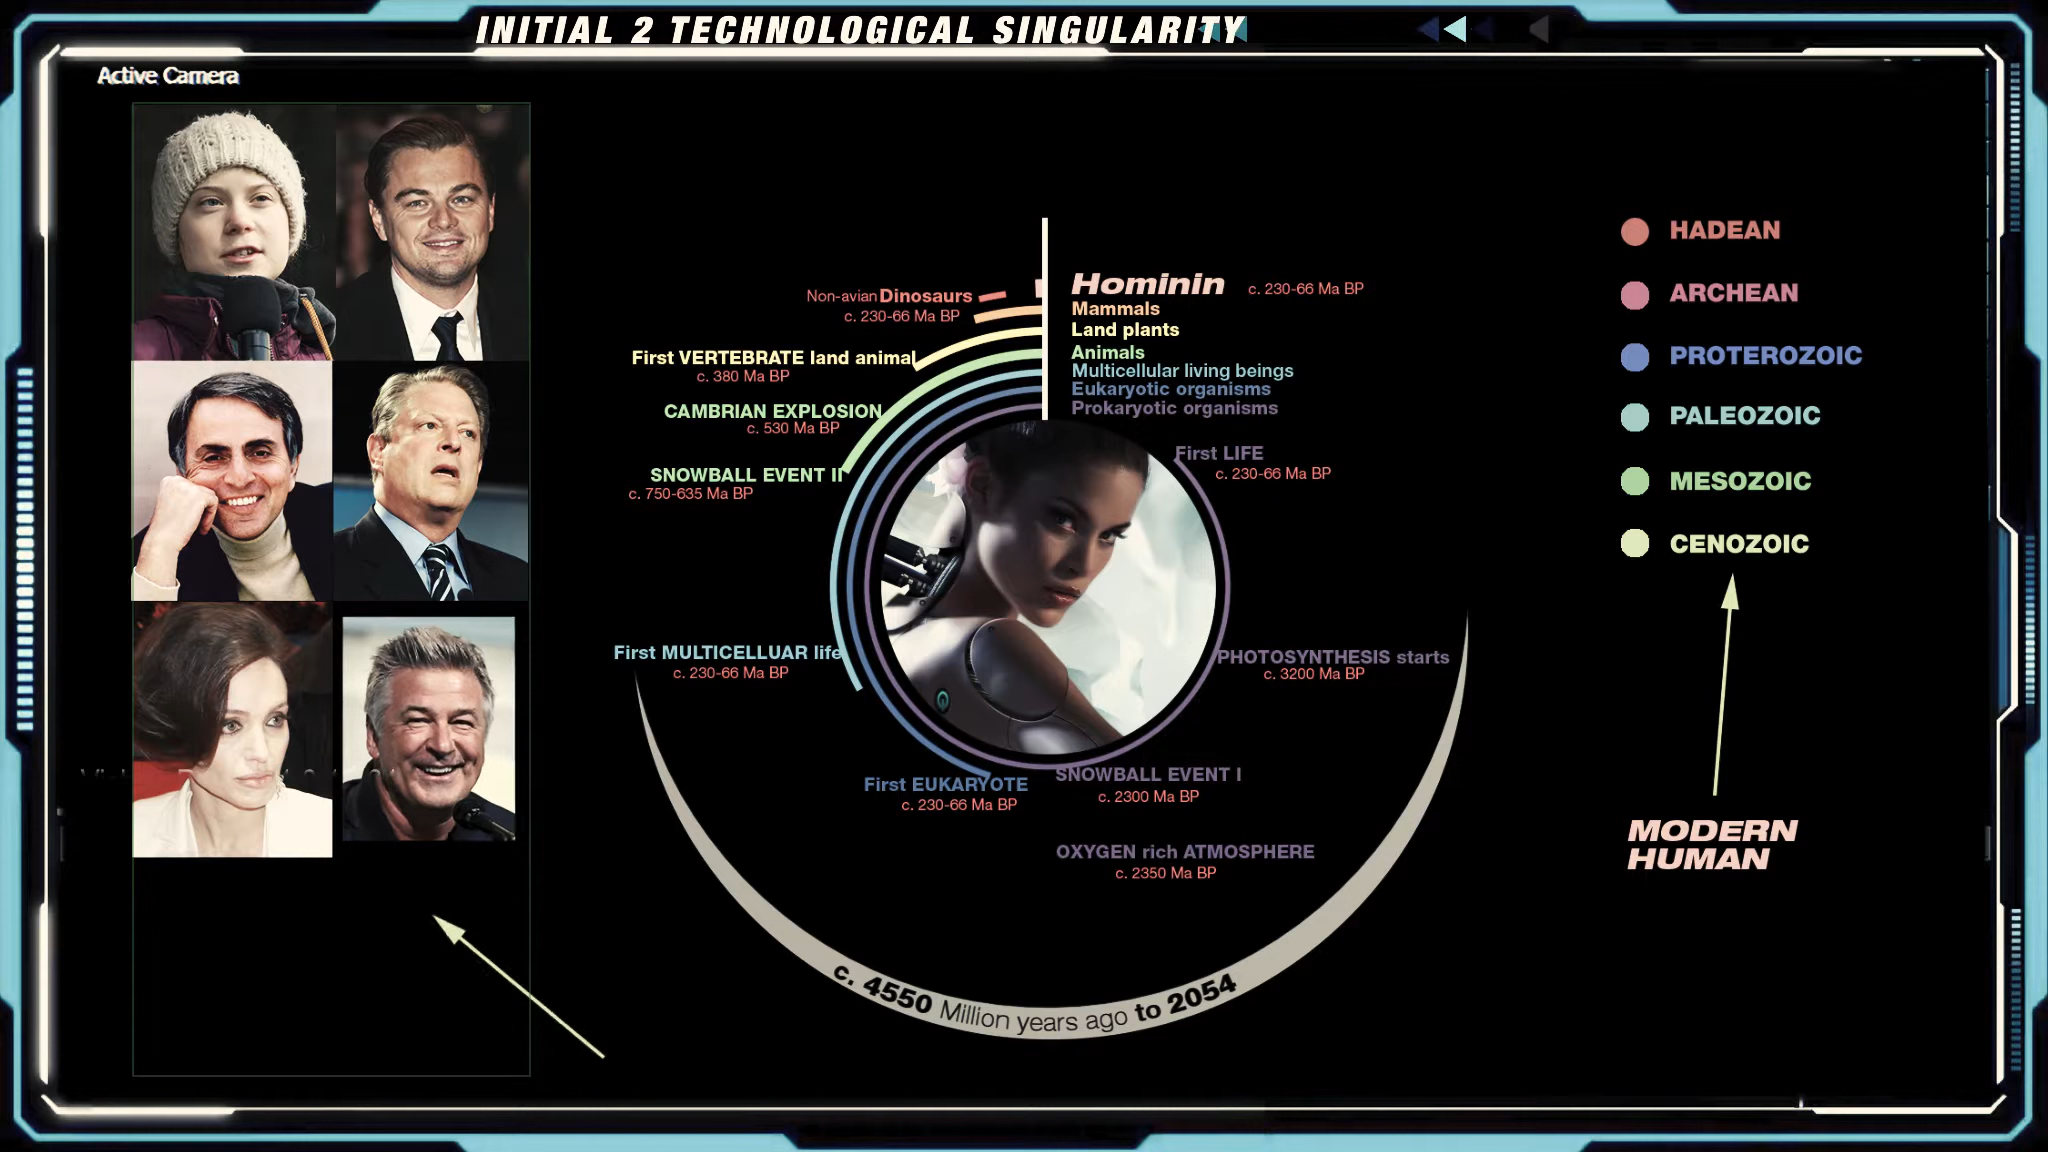 INITIAL 2 TECHNOLOGICAL SINGULARITY
Active Camera
Non-avian Dinosaurs
c. 230-66 Ma BP
First VERTEBRATE land animal
c. 380 Ma BP
CAMBRIAN EXPLOSION
c. 530 Ma BP
SNOWBALL EVENT II
c. 750-635 Ma BP
First MULTICELLUAR life
c. 230-66 Ma BP
First EUKARYOTE
c. 230-66 Ma BP
Hominin c. 230-66 Ma BP
Mammals
Land plants
Animals
Multicellular living beings
Eukaryotic organisms
Prokaryotic organisms
First LIFE
c. 230-66 Ma BP
PHOTOSYNTHESIS starts
c. 3200 Ma BP
SNOWBALL EVENT I
c. 2300 Ma BP
OXYGEN rich ATMOSPHERE
c. 2350 Ma BP
c. 4550 Million years ago to 2054
HADEAN
ARCHEAN
PROTEROZOIC
PALEOZOIC
MESOZOIC
CENOZOIC
MODERN
HUMAN